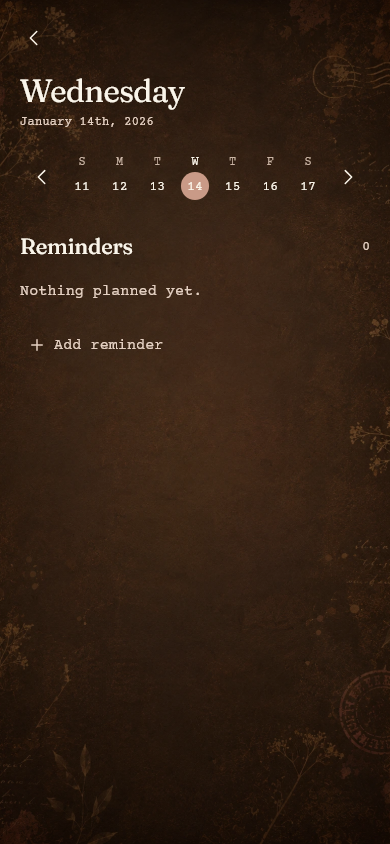 Wednesday
January 14th, 2026
S M T W T F S
11 12 13 14 15 16 17
Reminders 0
Nothing planned yet.
+ Add reminder